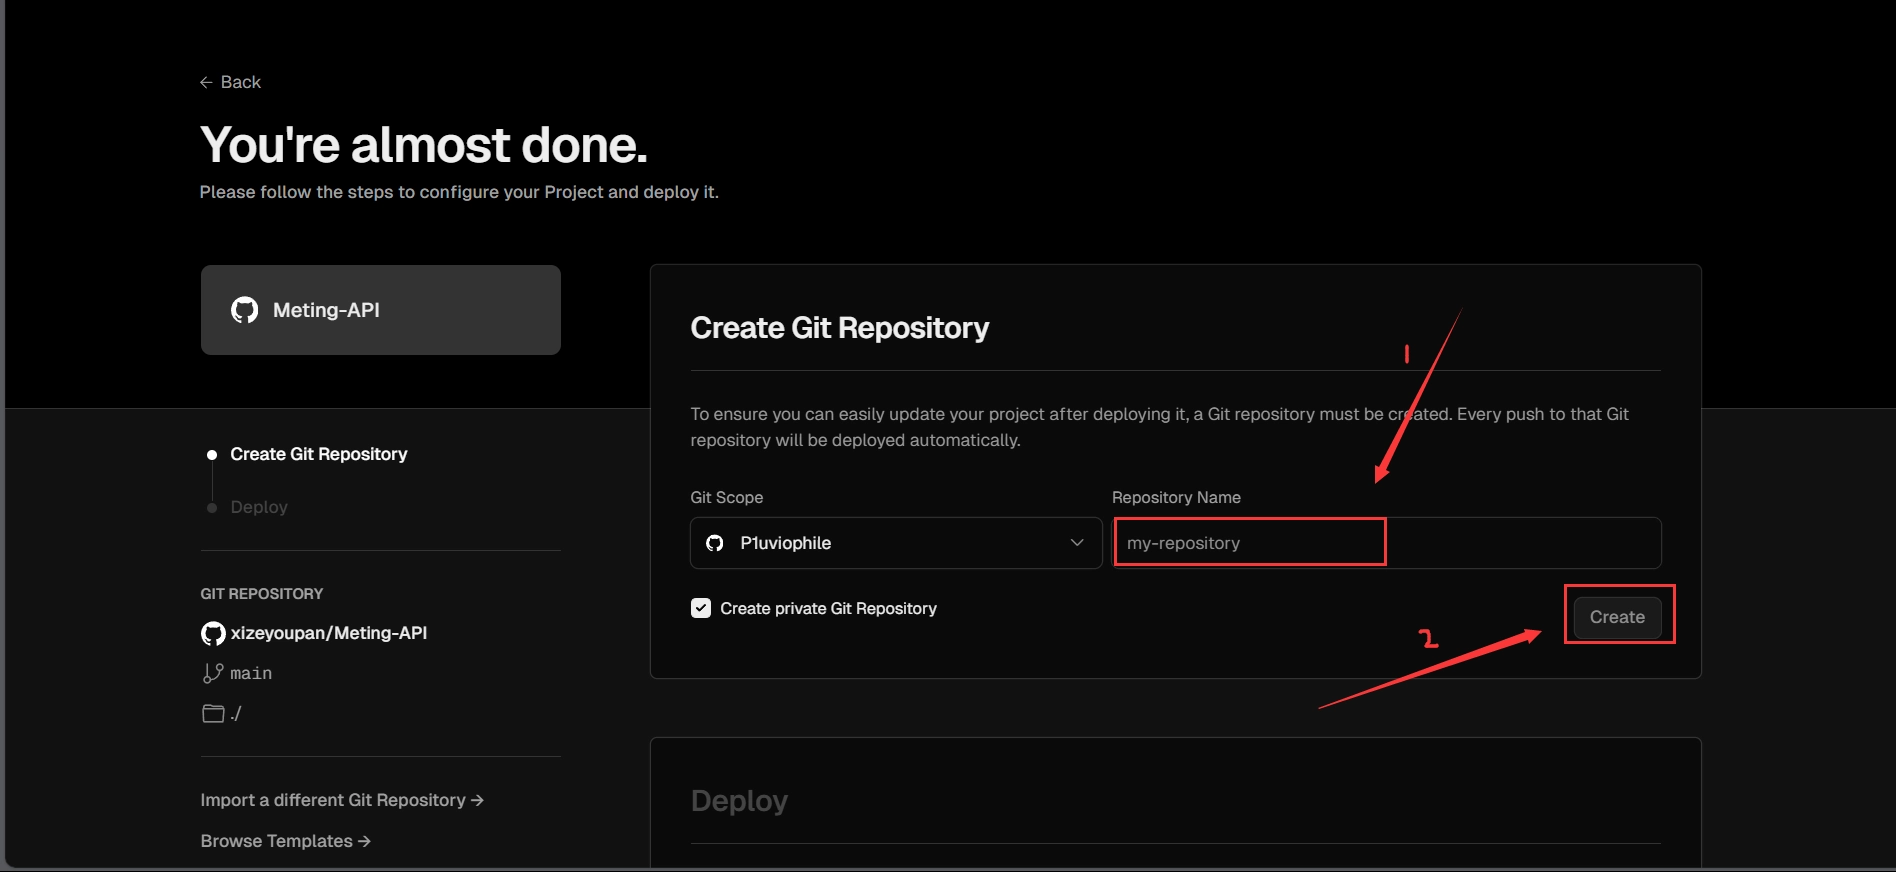 ← Back
You're almost done.
Please follow the steps to configure your Project and deploy it.
Meting-API
Create Git Repository
Deploy
GIT REPOSITORY
xizeyoupan/Meting-API
main
./
Import a different Git Repository →
Browse Templates →
Create Git Repository
1
To ensure you can easily update your project after deploying it, a Git repository must be created. Every push to that Git
repository will be deployed automatically.
Git Scope
Repository Name
P1uviophile
my-repository
Create private Git Repository
Create
2
Deploy